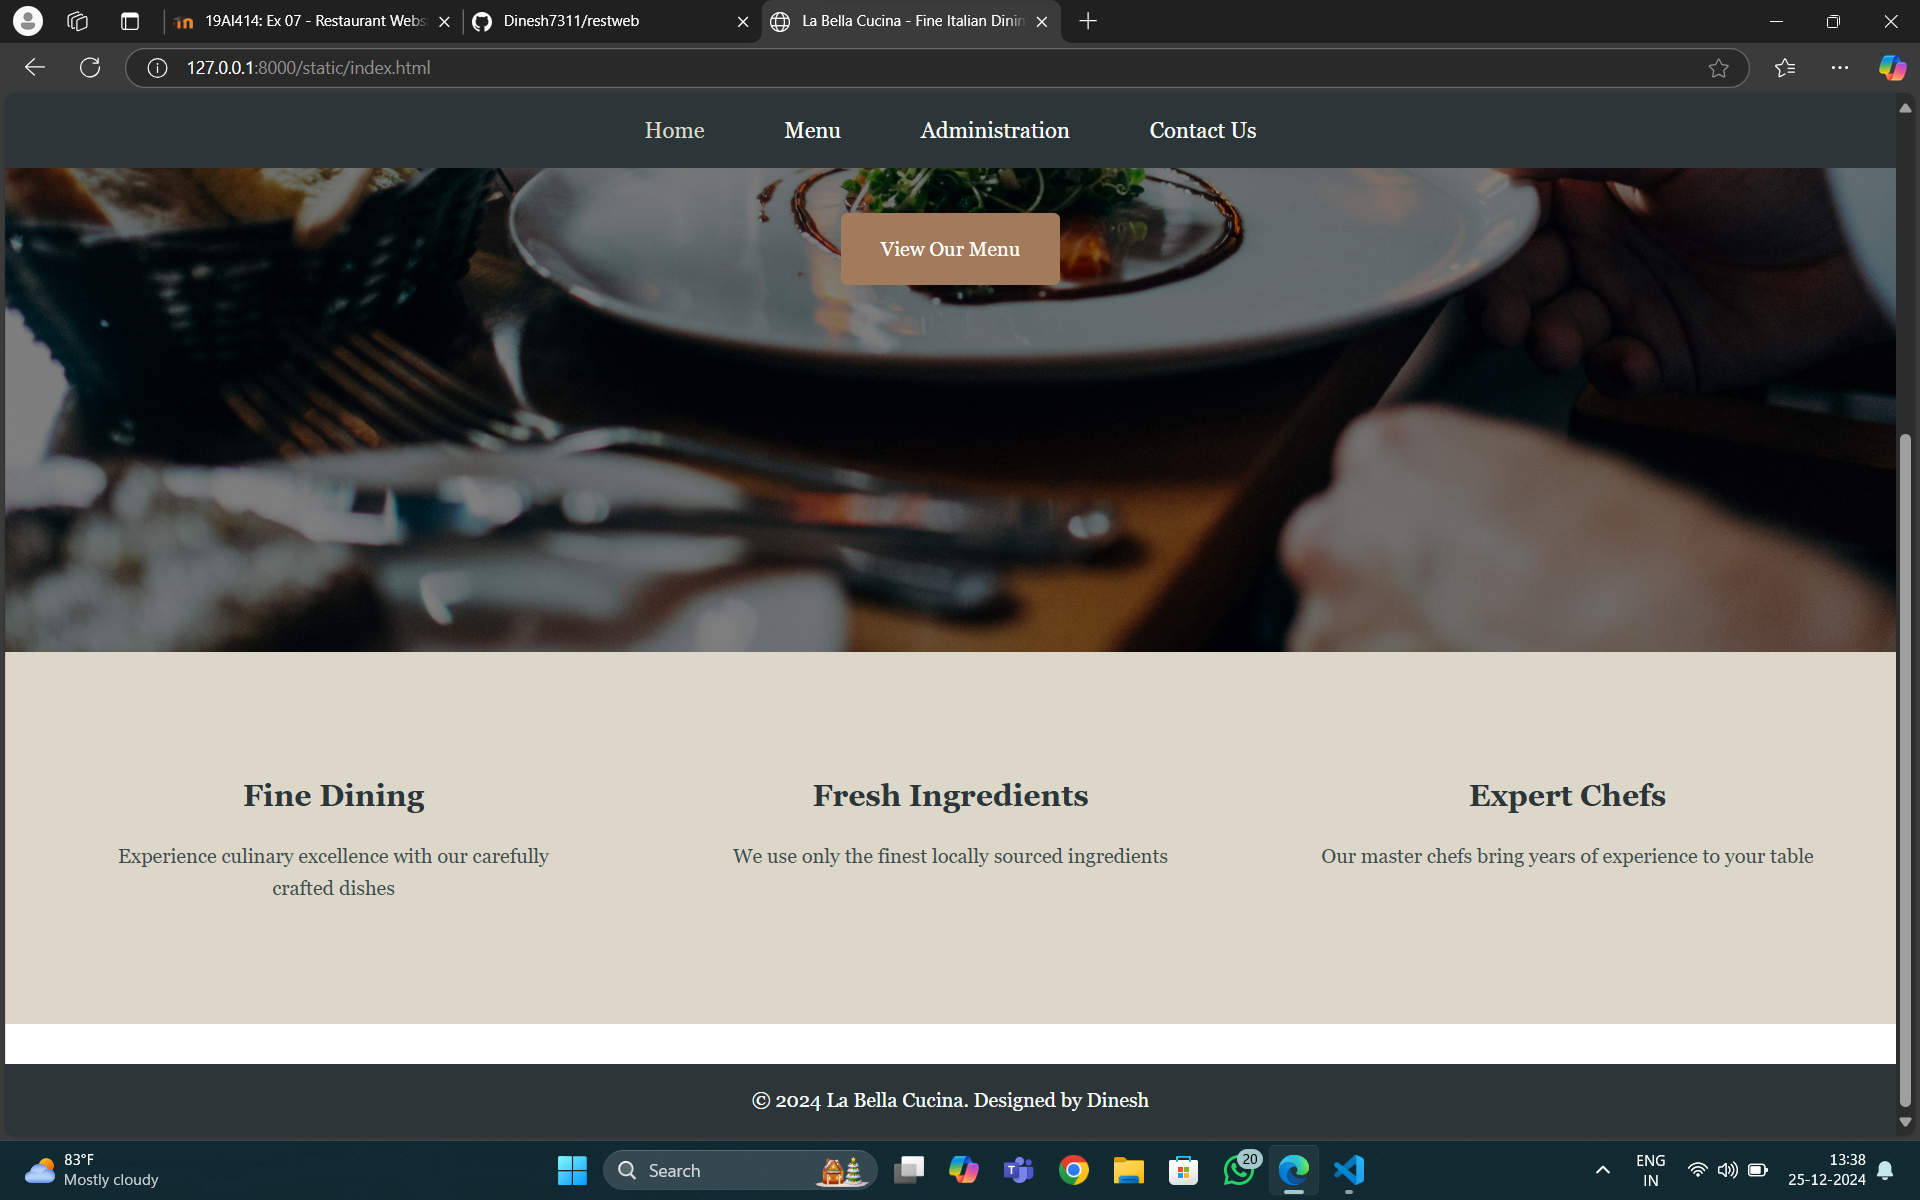 19AI414: Ex 07 - Restaurant Webs
Dinesh7311/restweb
La Bella Cucina - Fine Italian Dinin
127.0.0.1:8000/static/index.html
Home Menu Administration Contact Us
View Our Menu
Fine Dining
Experience culinary excellence with our carefully
crafted dishes
Fresh Ingredients
We use only the finest locally sourced ingredients
Expert Chefs
Our master chefs bring years of experience to your table
© 2024 La Bella Cucina. Designed by Dinesh
83°F
Mostly cloudy
Search
20
ENG
IN
13:38
25-12-2024